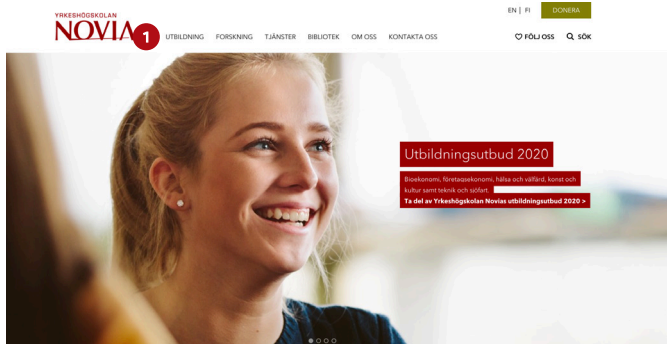 EN | FI DONERA
YRKESHÖGSKOLAN
NOVIA
1
UTBILDNING FORSKNING TJÄNSTER BIBLIOTEK OM OSS KONTAKTA OSS FÖLJ OSS SÖK
Utbildningsutbud 2020
Bioekonomi, företagsekonomi, hälsa och välfärd, konst och
kultur samt teknik och sjöfart.
Ta del av Yrkeshögskolan Novias utbildningsutbud 2020 >